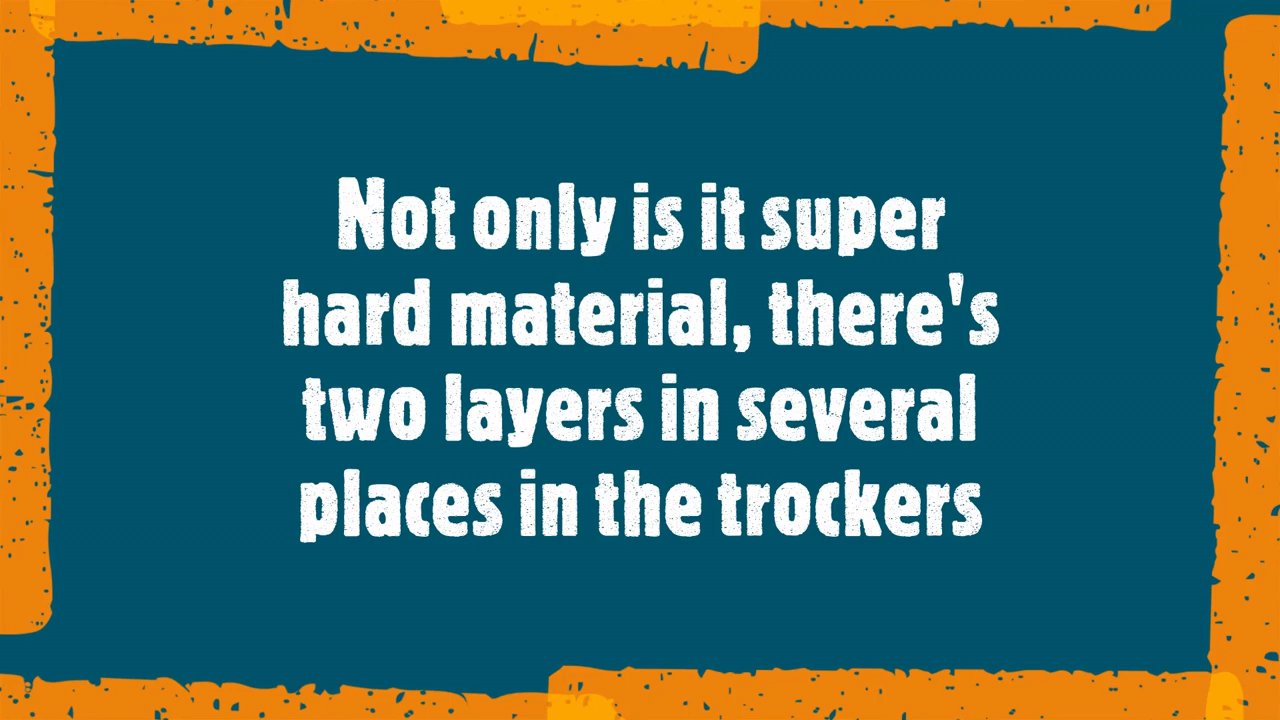 Not only is it super
hard material, there's
two layers in several
places in the trockers